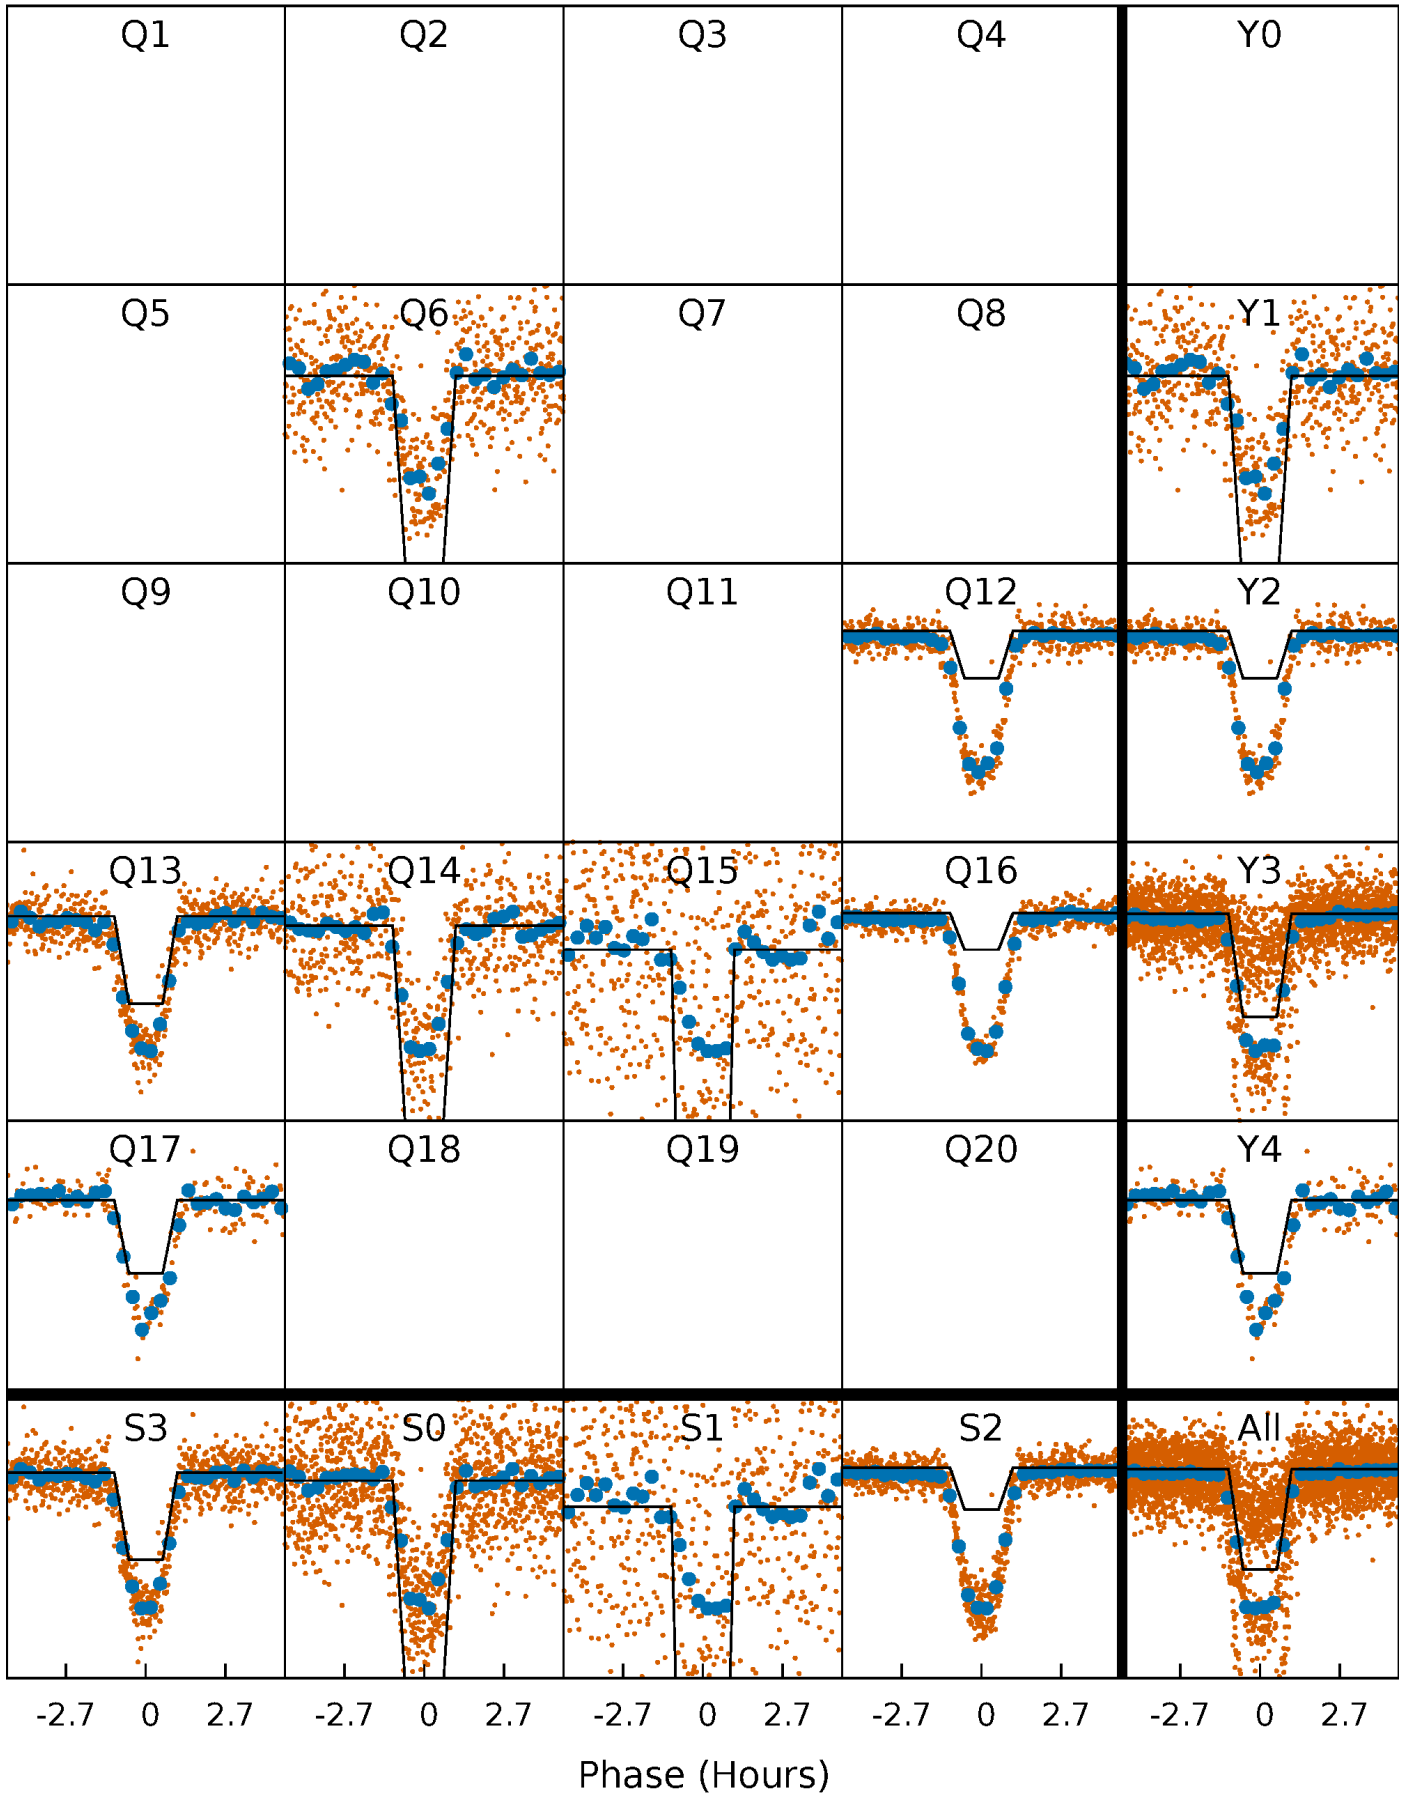 Q1 Q2 Q3 Q4 Y0
Q5 Q6 Q7 Q8 Y1
Q9 Q10 Q11 Q12 Y2
Q13 Q14 Q15 Q16 Y3
Q17 Q18 Q19 Q20 Y4
S3 S0 S1 S2 All
-2.7 0 2.7 -2.7 0 2.7 -2.7 0 2.7 -2.7 0 2.7 -2.7 0 2.7
Phase (Hours)